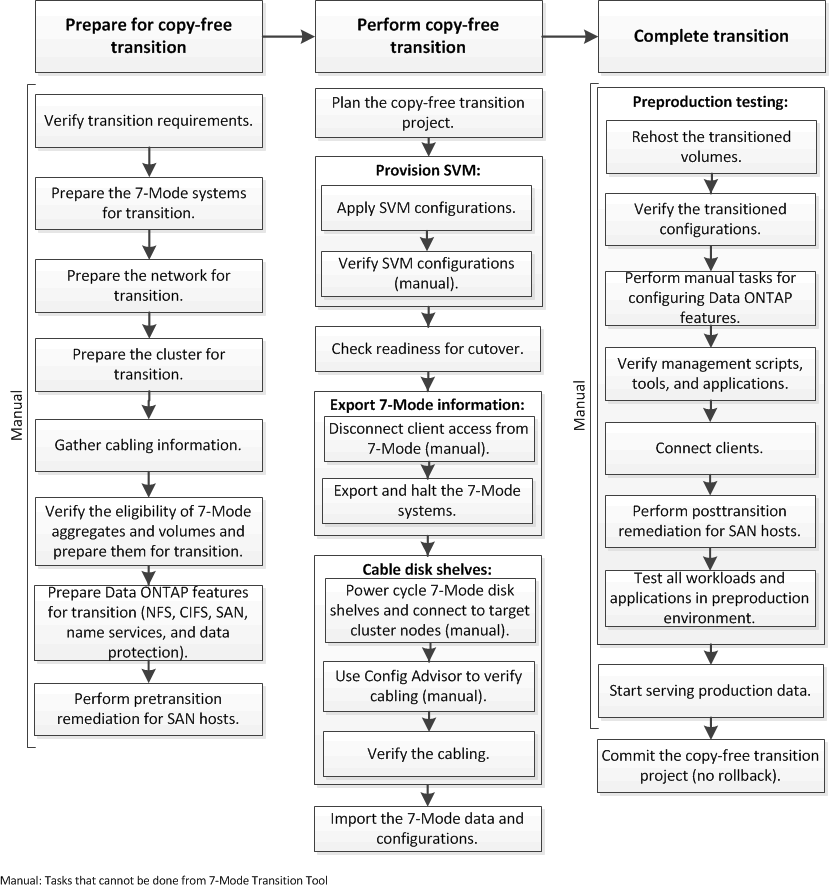 Prepare for copy-free
transition
Perform copy-free
transition
Complete transition
Manual
Verify transition requirements.
Prepare the 7-Mode systems
for transition.
Prepare the network for
transition.
Prepare the cluster for
transition.
Gather cabling information.
Verify the eligibility of 7-Mode
aggregates and volumes and
prepare them for transition.
Prepare Data ONTAP features
for transition (NFS, CIFS, SAN,
name services, and data
protection).
Perform pretransition
remediation for SAN hosts.
Plan the copy-free transition
project.
Provision SVM:
Apply SVM configurations.
Verify SVM configurations
(manual).
Check readiness for cutover.
Export 7-Mode information:
Disconnect client access from
7-Mode (manual).
Export and halt the 7-Mode
systems.
Cable disk shelves:
Power cycle 7-Mode disk
shelves and connect to target
cluster nodes (manual).
Use Config Advisor to verify
cabling (manual).
Verify the cabling.
Import the 7-Mode data and
configurations.
Manual
Preproduction testing:
Rehost the transitioned
volumes.
Verify the transitioned
configurations.
Perform manual tasks for
configuring Data ONTAP
features.
Verify management scripts,
tools, and applications.
Connect clients.
Perform posttransition
remediation for SAN hosts.
Test all workloads and
applications in preproduction
environment.
Start serving production data.
Commit the copy-free transition
project (no rollback).
Manual: Tasks that cannot be done from 7-Mode Transition Tool